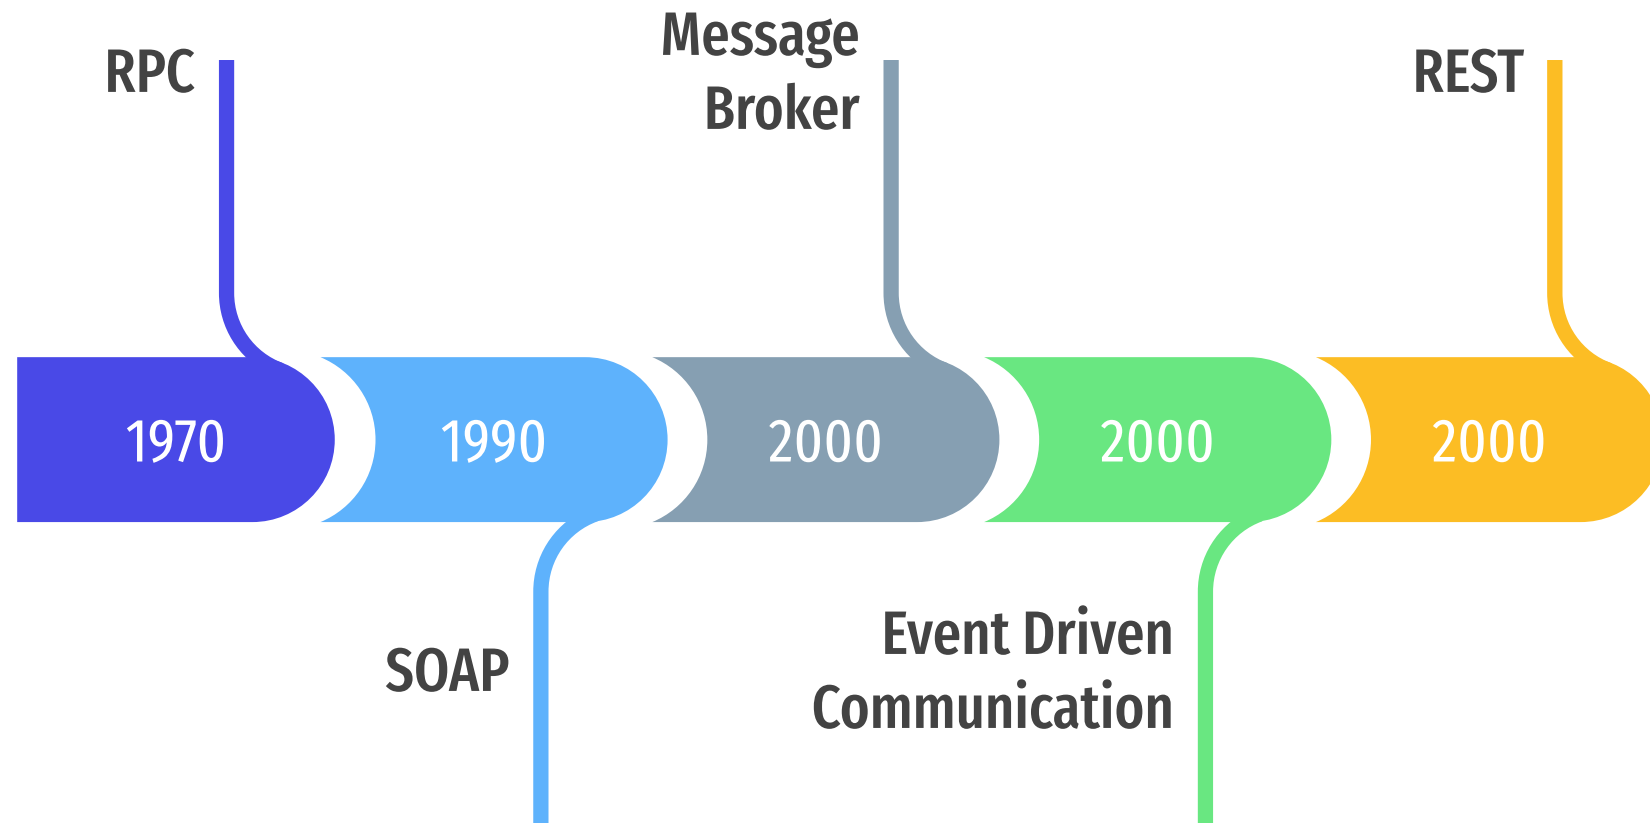 RPC
Message
Broker
REST
1970
1990
2000
2000
2000
SOAP
Event Driven
Communication